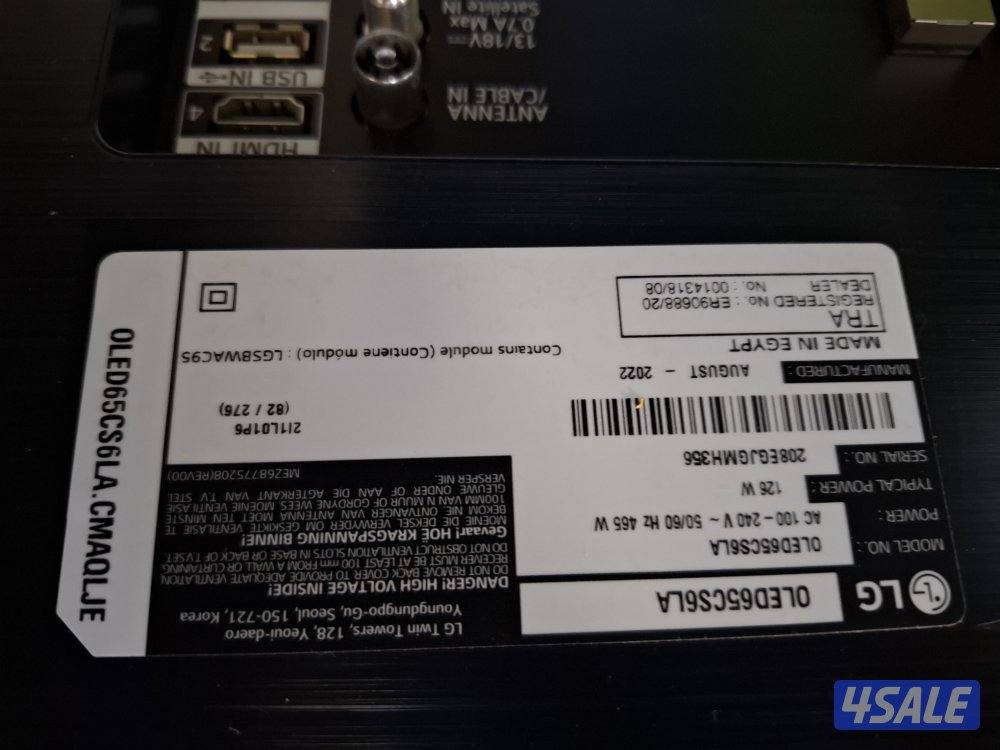 LG
OLED65CS6LA
MODEL NO.: OLED65CS6LA
POWER: AC 100 - 240 V ~ 50/60 Hz 465 W
TYPICAL POWER: 126 W
SERIAL NO.: 208EGJGMH356
MANUFACTURED: AUGUST - 2022
MADE IN EGYPT
TRA
REGISTERED No.: ER90688/20
DEALER No.: 0014318/08
LG Twin Towers, 128, Yeoui-daero
Youngdungpo-Gu, Seoul, 150-721, Korea
DANGER! HIGH VOLTAGE INSIDE!
DO NOT REMOVE BACK COVER TO PROVIDE ADEQUATE VENTILATION
RECEIVER MUST BE AT LEAST 100 mm FROM A WALL OR CURTAINING.
DO NOT OBSTRUCT VENTILATION SLOTS IN BASE OR BACK OF T.V SET.
Gevaar! HOË KRAGSPANNING BINNE!
MOENIE DIE DEKSEL VERWYDER OM GESKIKTE VENTILASIE TE
BEKOM NIE. ONTVANGER VAN ANTENNA MOET TEN MINSTE
100MM VAN N MUUR OF GORDYNE WEES MOENIE VENTILASIE
GLEUWE ONDER OF AAN DIE AGTERKANT VAN T.V STEL
VERSPER NIE.
MEZ68775208(REV00)
2I1L01P6
(82 / 275)
Contains module (Contiene módulo) : LGSBWAC95
OLED65CS6LA.CMAQLJE
ANTENNA
/CABLE IN
13/18V
0.7A Max
Satellite IN
HDMI IN
4
USB IN
2
4SALE